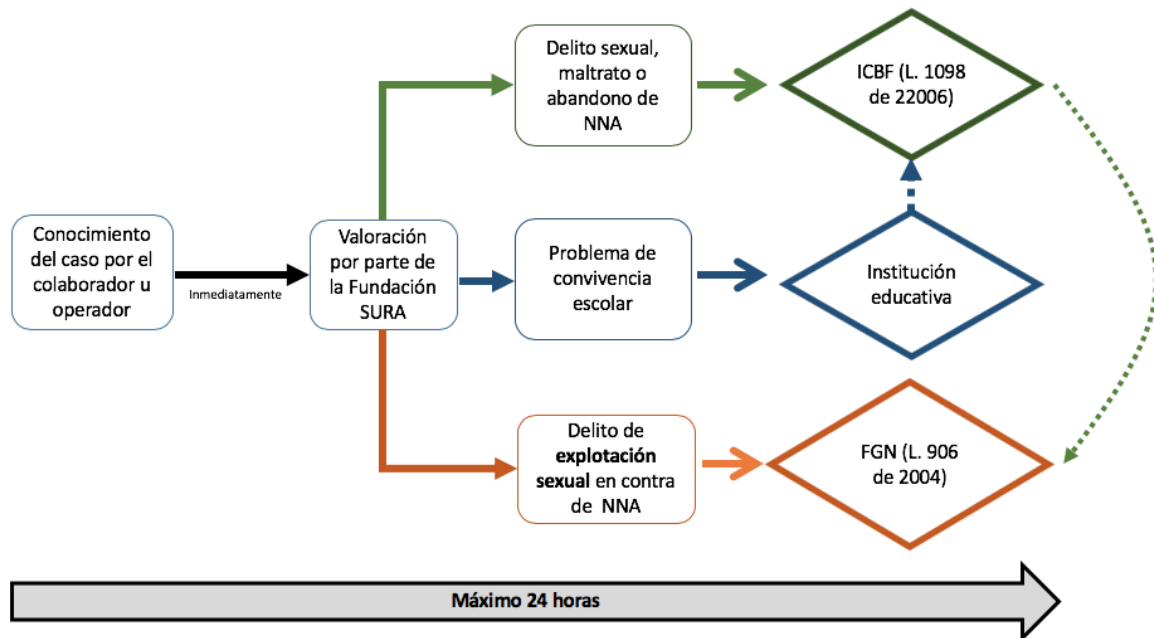 Conocimiento
del caso por el
colaborador u
operador
Inmediatamente
Valoración
por parte de
la Fundación
SURA
Delito sexual,
maltrato o
abandono de
NNA
ICBF (L. 1098
de 22006)
Problema de
convivencia
escolar
Institución
educativa
Delito de
explotación
sexual en contra
de NNA
FGN (L. 906
de 2004)
Máximo 24 horas